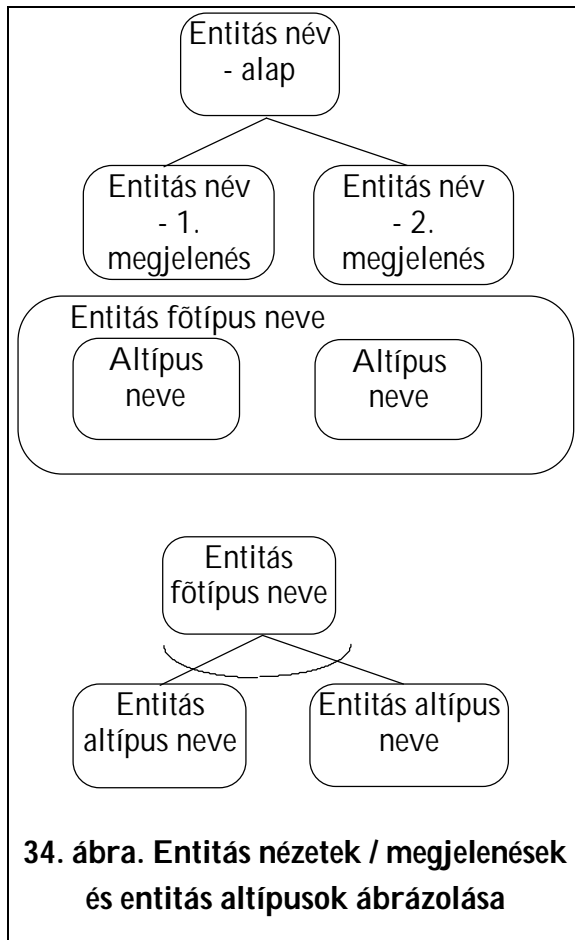 Entitás név
- alap
Entitás név
- 1.
megjelenés
Entitás név
- 2.
megjelenés
Entitás fõtípus neve
Altípus
neve
Altípus
neve
Entitás
fõtípus neve
Entitás
altípus neve
Entitás altípus
neve
34. ábra. Entitás nézetek / megjelenések
és entitás altípusok ábrázolása